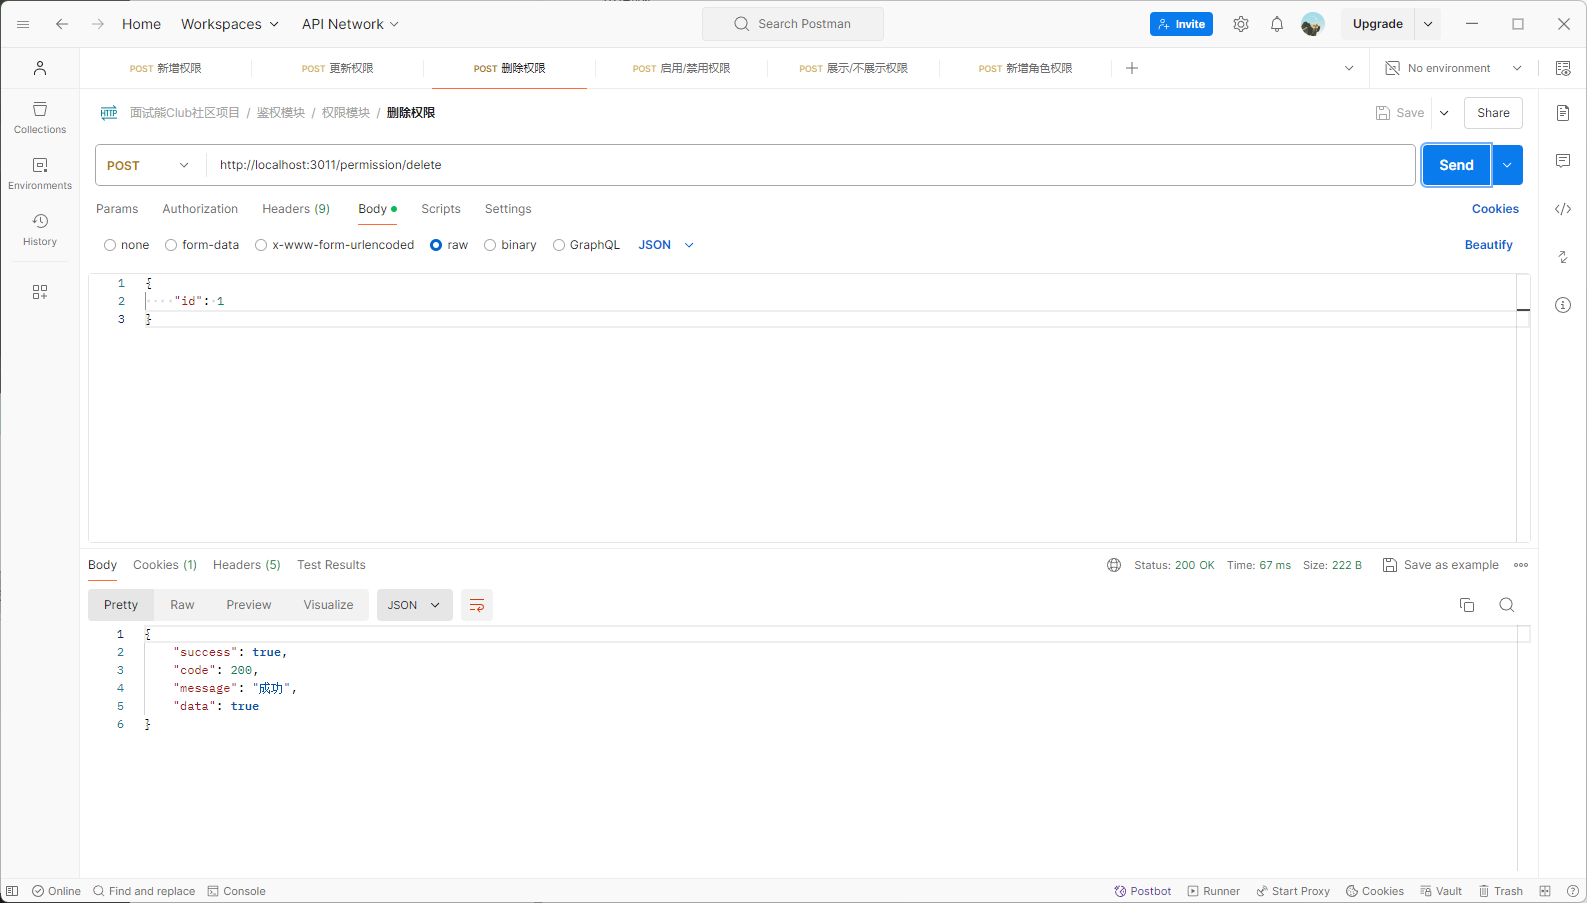 Home Workspaces API Network Search Postman Invite Upgrade
POST 新增权限 POST 更新权限 POST 删除权限 POST 启用/禁用权限 POST 展示/不展示权限 POST 新增角色权限 No environment
HTTP 面试熊Club社区项目 / 鉴权模块 / 权限模块 / 删除权限 Save Share
Collections
POST http://localhost:3011/permission/delete Send
Environments
Params Authorization Headers (9) Body Scripts Settings Cookies
History
none form-data x-www-form-urlencoded raw binary GraphQL JSON Beautify
1 {
2 "id": 1
3 }
Body Cookies (1) Headers (5) Test Results Status: 200 OK Time: 67 ms Size: 222 B Save as example
Pretty Raw Preview Visualize JSON
1 {
2 "success": true,
3 "code": 200,
4 "message": "成功",
5 "data": true
6 }
Online Find and replace Console Postbot Runner Start Proxy Cookies Vault Trash